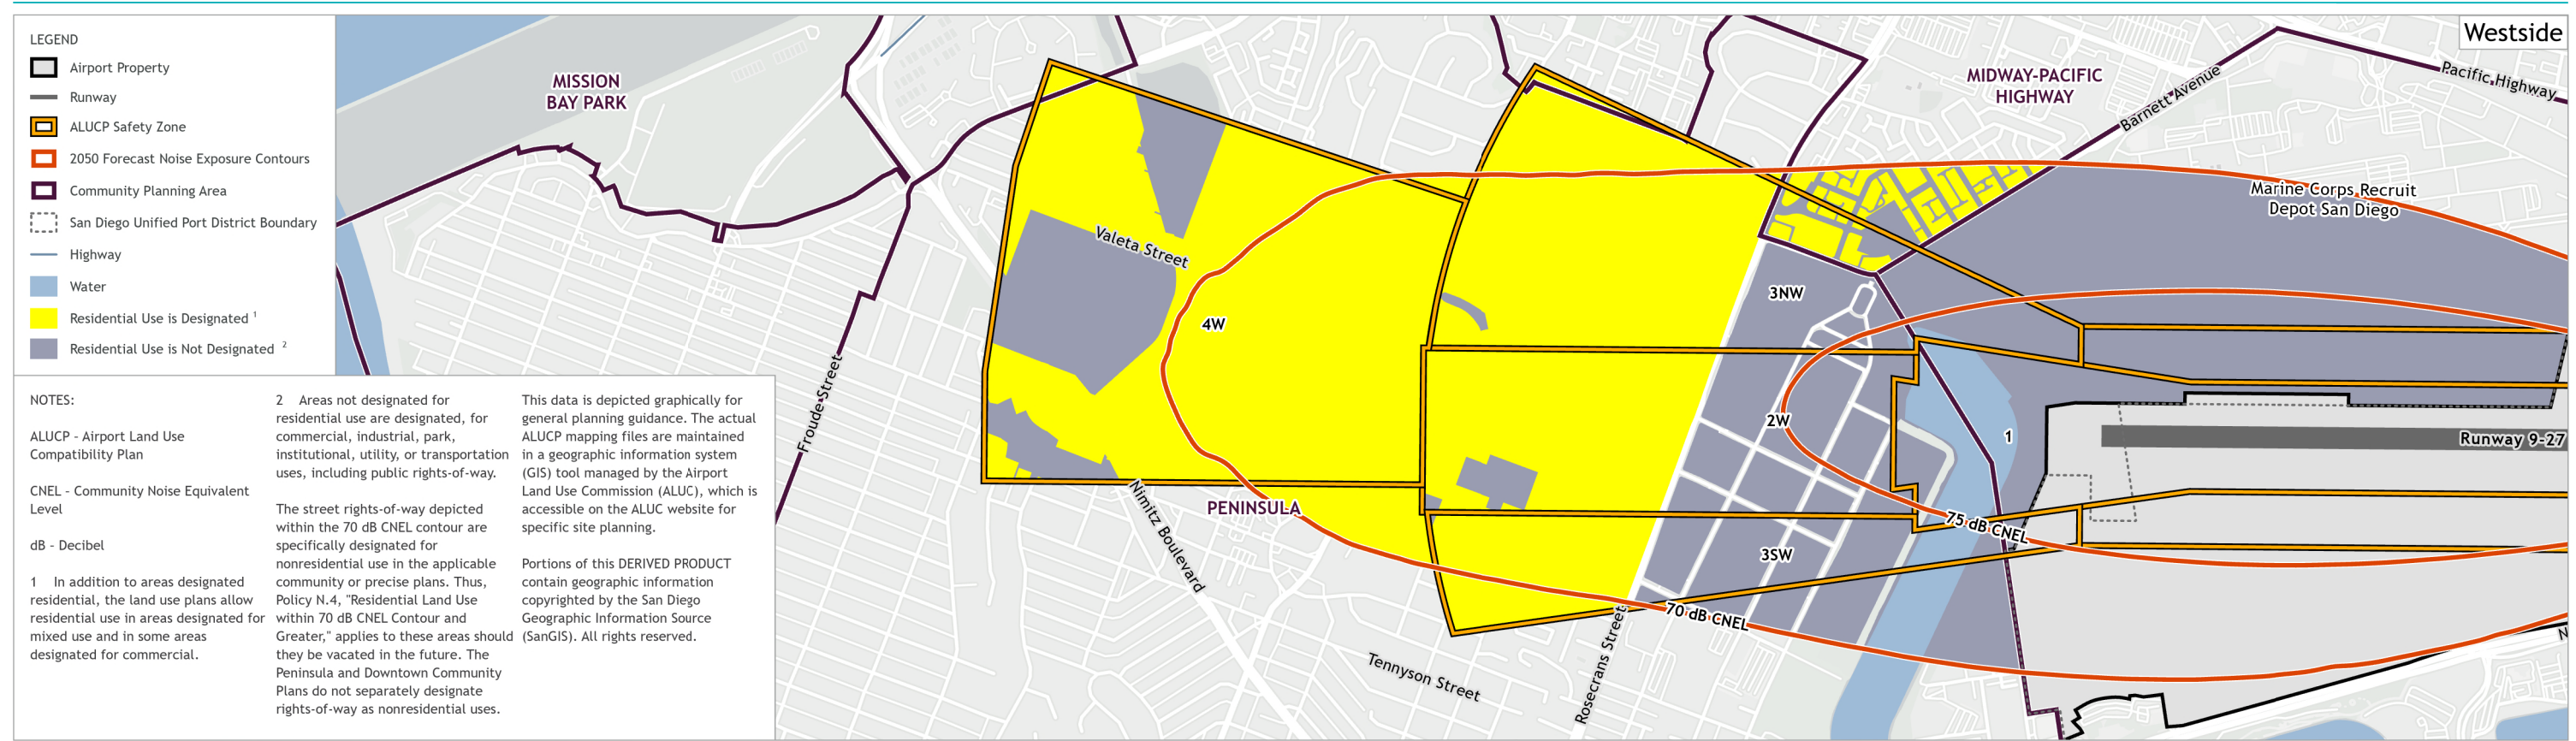 Westside
LEGEND
Airport Property
Runway
ALUCP Safety Zone
2050 Forecast Noise Exposure Contours
Community Planning Area
San Diego Unified Port District Boundary
Highway
Water
Residential Use is Designated 1
Residential Use is Not Designated 2
NOTES:
ALUCP - Airport Land Use
Compatibility Plan
CNEL - Community Noise Equivalent
Level
dB - Decibel
1 In addition to areas designated
residential, the land use plans allow
residential use in areas designated for
mixed use and in some areas
designated for commercial.
2 Areas not designated for
residential use are designated, for
commercial, industrial, park,
institutional, utility, or transportation
uses, including public rights-of-way.
The street rights-of-way depicted
within the 70 dB CNEL contour are
specifically designated for
nonresidential use in the applicable
community or precise plans. Thus,
Policy N.4, "Residential Land Use
within 70 dB CNEL Contour and
Greater," applies to these areas should
they be vacated in the future. The
Peninsula and Downtown Community
Plans do not separately designate
rights-of-way as nonresidential uses.
This data is depicted graphically for
general planning guidance. The actual
ALUCP mapping files are maintained
in a geographic information system
(GIS) tool managed by the Airport
Land Use Commission (ALUC), which is
accessible on the ALUC website for
specific site planning.
Portions of this DERIVED PRODUCT
contain geographic information
copyrighted by the San Diego
Geographic Information Source
(SanGIS). All rights reserved.
MISSION
BAY PARK
MIDWAY-PACIFIC
HIGHWAY
Pacific Highway
Barnett Avenue
Marine Corps Recruit
Depot San Diego
Valeta Street
4W
3NW
2W
1
Runway 9-27
Froude Street
Nimitz Boulevard
PENINSULA
75 dB CNEL
3SW
70 dB CNEL
Rosecrans Street
Tennyson Street
N